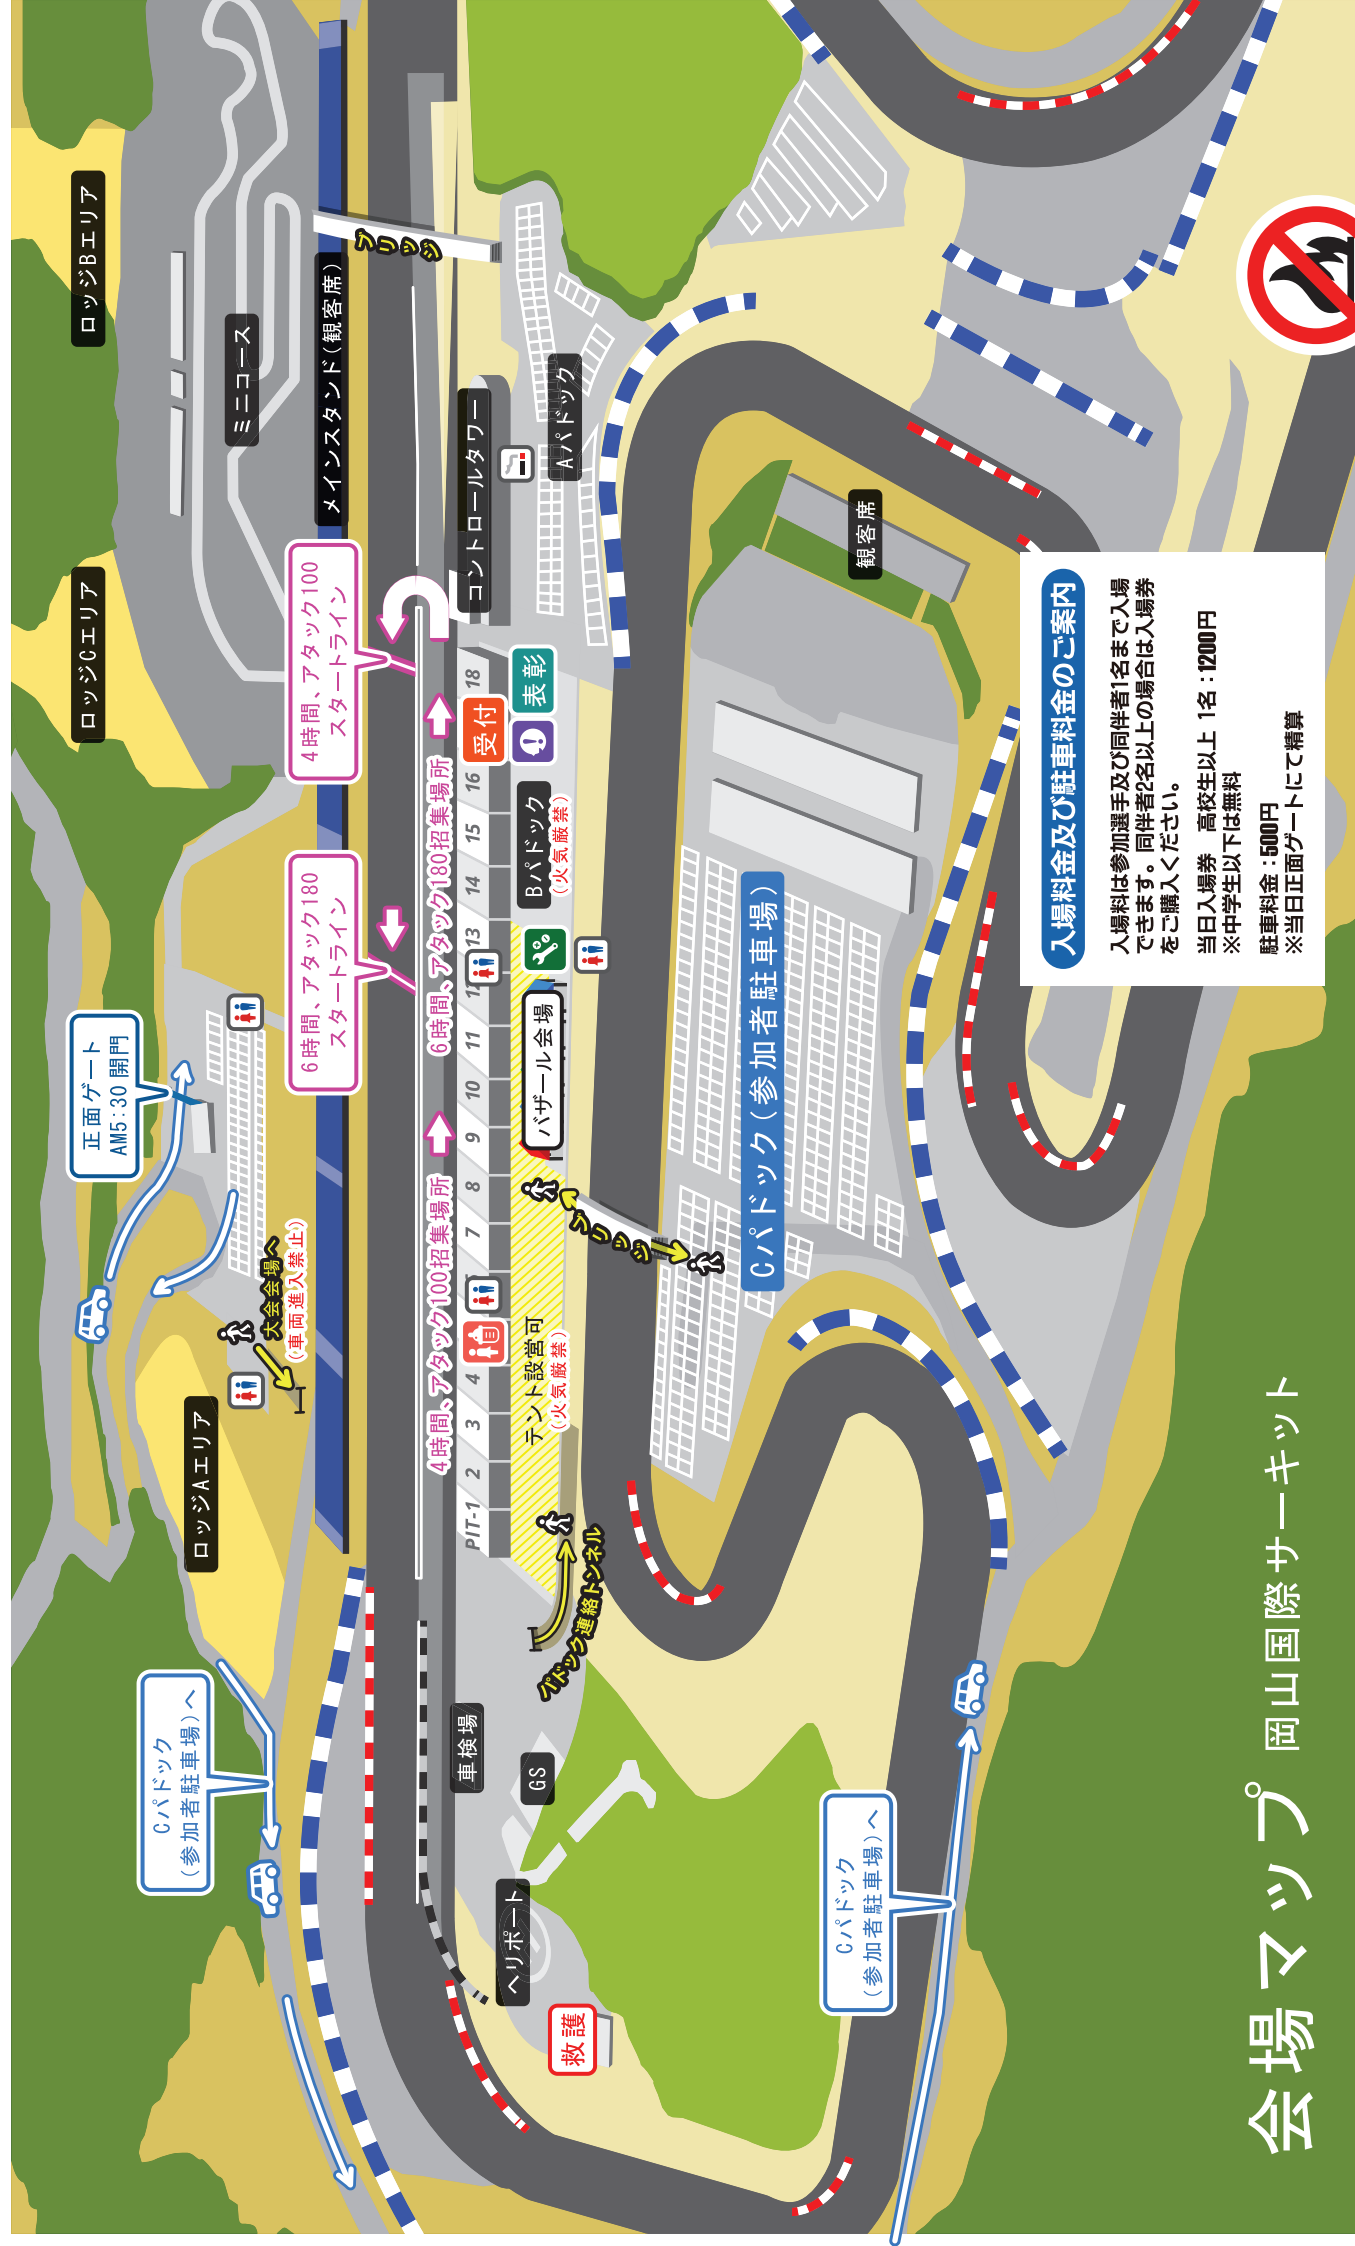 会場マップ 岡山国際サーキット
ロッジAエリア
ロッジCエリア
ロッジBエリア
正面ゲート
AM5:30 開門
Cパドック
(参加者駐車場)へ
大会会場へ
(車両進入禁止)
ミニコース
メインスタンド(観客席)
ブリッジ
6時間、アタック180
スタートライン
4時間、アタック100
スタートライン
4時間、アタック100招集場所
6時間、アタック180招集場所
PIT-1
2
3
4
7
8
9
10
11
12
13
14
15
16
18
受付
表彰
コントロールタワー
Aパドック
Bパドック
(火気厳禁)
バザール会場
テント設営可
(火気厳禁)
パドック連絡トンネル
ブリッジ
車検場
GS
ヘリポート
救護
Cパドック(参加者駐車場)
観客席
Cパドック
(参加者駐車場)へ
入場料金及び駐車料金のご案内
入場料は参加選手及び同伴者1名まで入場
できます。同伴者2名以上の場合は入場券
をご購入ください。
当日入場券 高校生以上 1名:1200円
※中学生以下は無料
駐車料金:500円
※当日正面ゲートにて精算